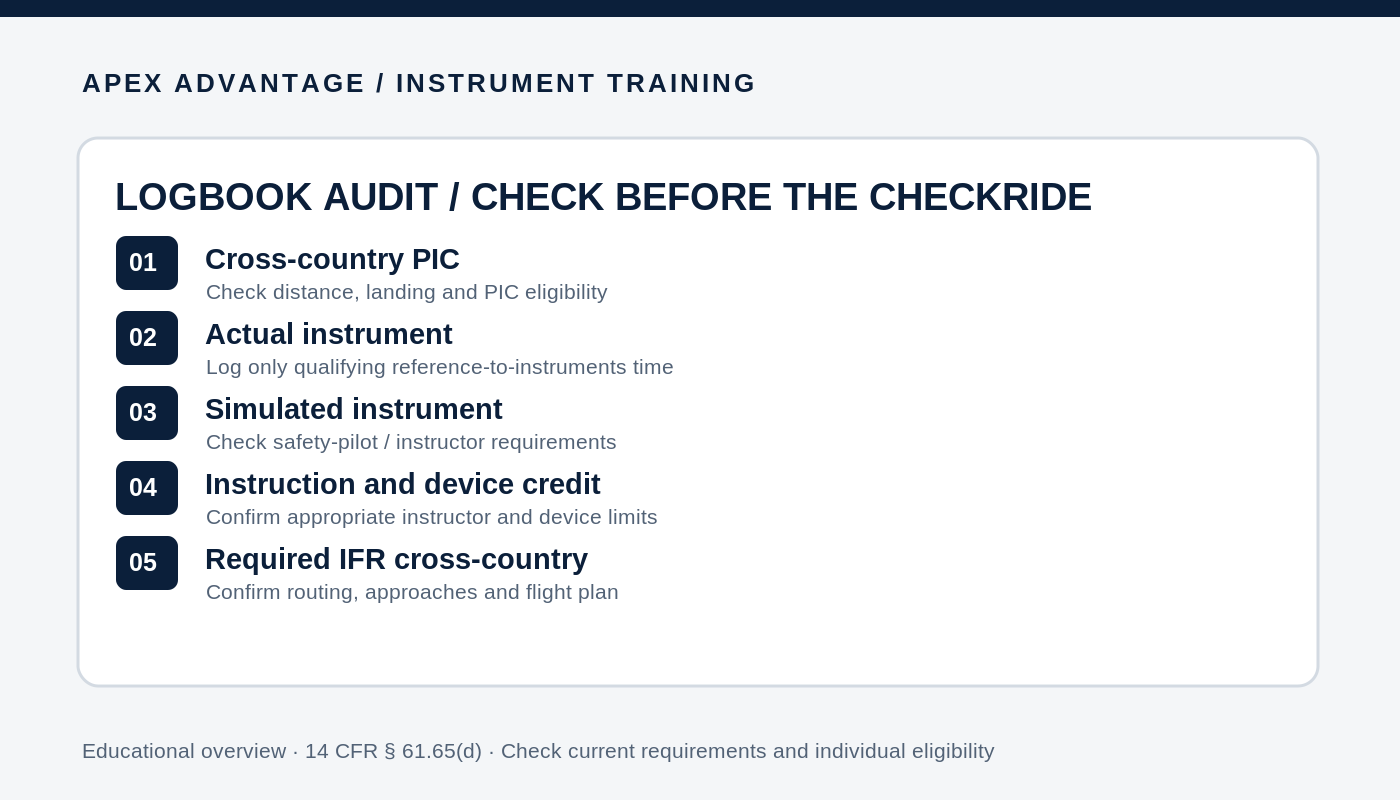 APEX ADVANTAGE / INSTRUMENT TRAINING
LOGBOOK AUDIT / CHECK BEFORE THE CHECKRIDE
01
Cross-country PIC
Check distance, landing and PIC eligibility
02
Actual instrument
Log only qualifying reference-to-instruments time
03
Simulated instrument
Check safety-pilot / instructor requirements
04
Instruction and device credit
Confirm appropriate instructor and device limits
05
Required IFR cross-country
Confirm routing, approaches and flight plan
Educational overview · 14 CFR § 61.65(d) · Check current requirements and individual eligibility